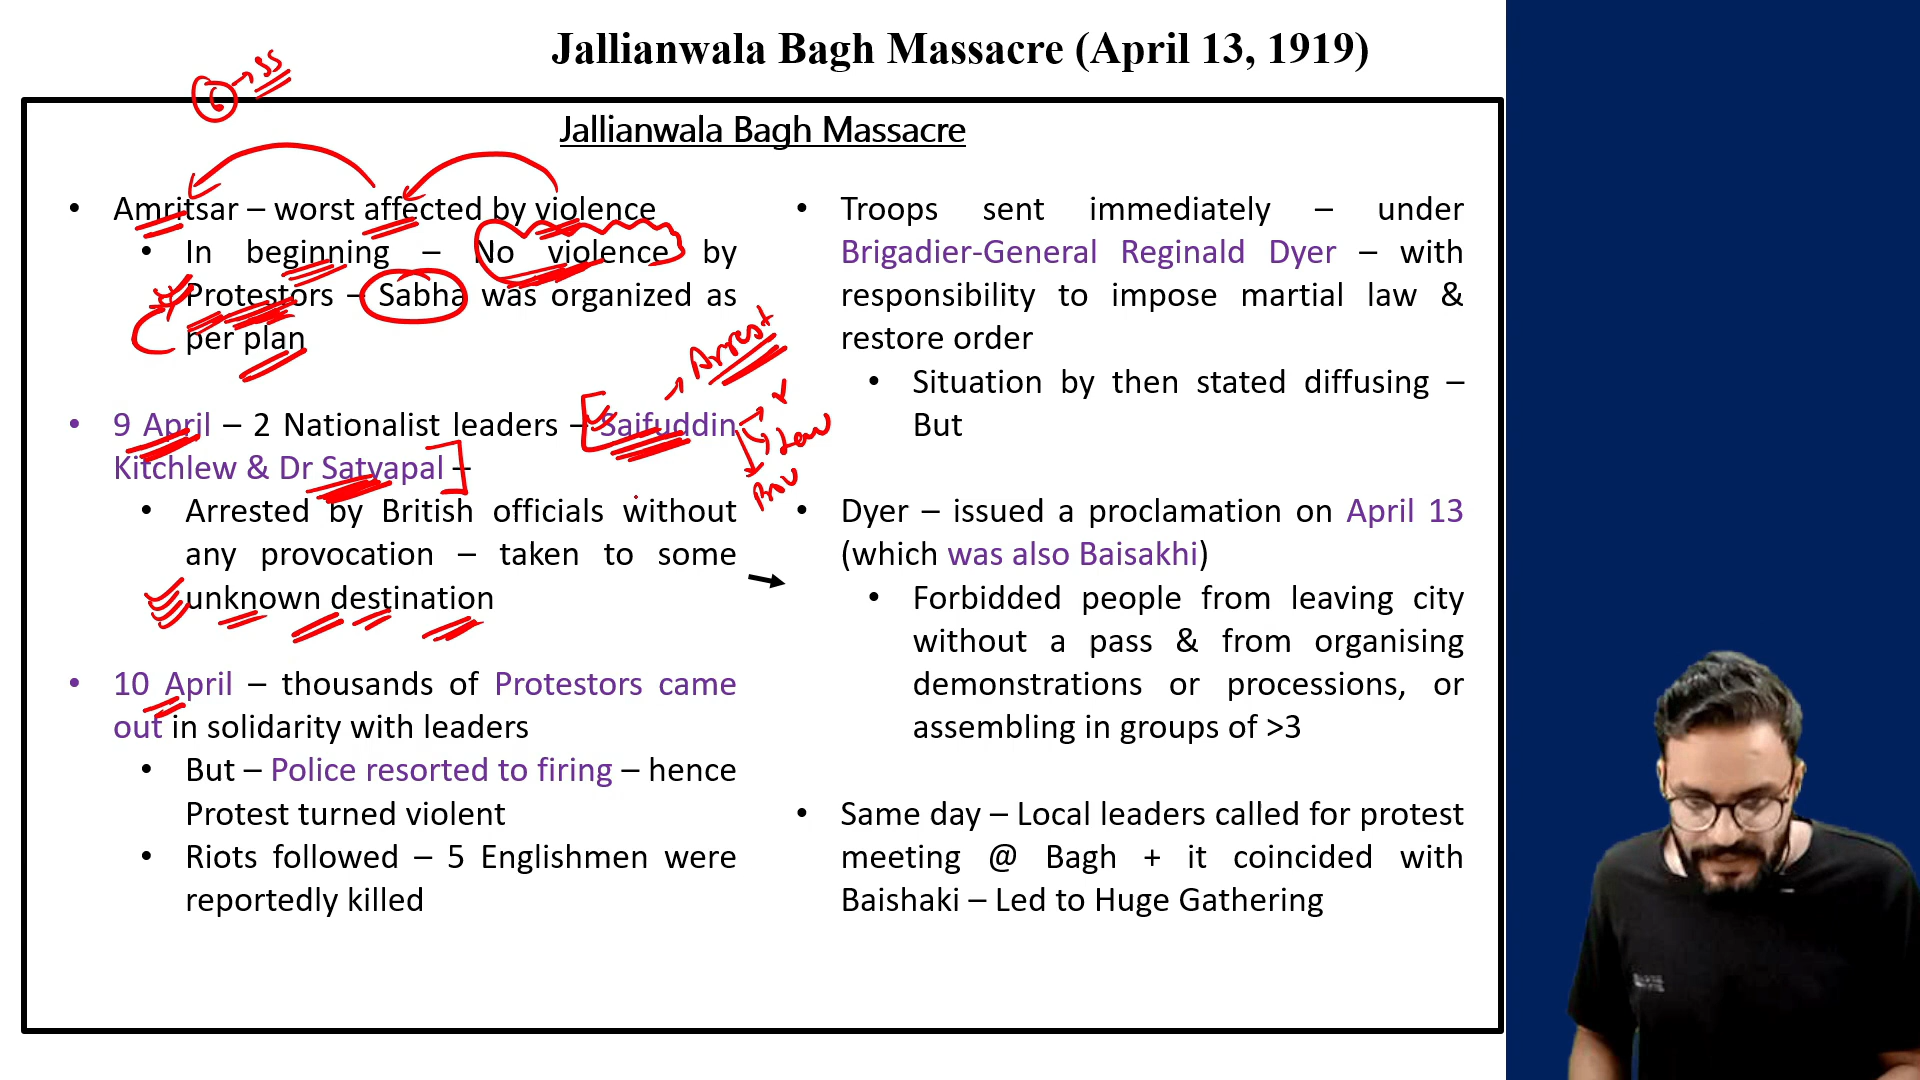 Jallianwala Bagh Massacre (April 13, 1919)
6 → SS
Jallianwala Bagh Massacre
• Amritsar – worst affected by violence
• In beginning – No violence by
Protestors – Sabha was organized as
per plan
Arrest
• 9 April – 2 Nationalist leaders – Saifuddin
Kitchlew & Dr Satyapal –
Law
• Arrested by British officials without
any provocation – taken to some
unknown destination
• 10 April – thousands of Protestors came
out in solidarity with leaders
• But – Police resorted to firing – hence
Protest turned violent
• Riots followed – 5 Englishmen were
reportedly killed
• Troops sent immediately – under
Brigadier-General Reginald Dyer – with
responsibility to impose martial law &
restore order
• Situation by then stated diffusing –
But
• Dyer – issued a proclamation on April 13
(which was also Baisakhi)
• Forbidded people from leaving city
without a pass & from organising
demonstrations or processions, or
assembling in groups of >3
• Same day – Local leaders called for protest
meeting @ Bagh + it coincided with
Baishaki – Led to Huge Gathering